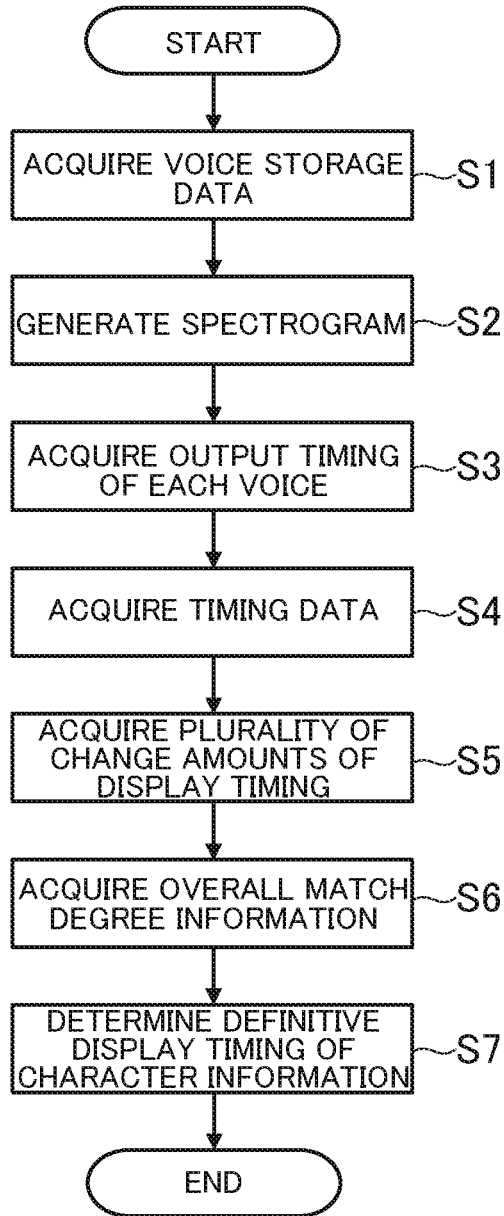 START
ACQUIRE VOICE STORAGE
DATA
S1
GENERATE SPECTROGRAM
S2
ACQUIRE OUTPUT TIMING
OF EACH VOICE
S3
ACQUIRE TIMING DATA
S4
ACQUIRE PLURALITY OF
CHANGE AMOUNTS OF
DISPLAY TIMING
S5
ACQUIRE OVERALL MATCH
DEGREE INFORMATION
S6
DETERMINE DEFINITIVE
DISPLAY TIMING OF
CHARACTER INFORMATION
S7
END